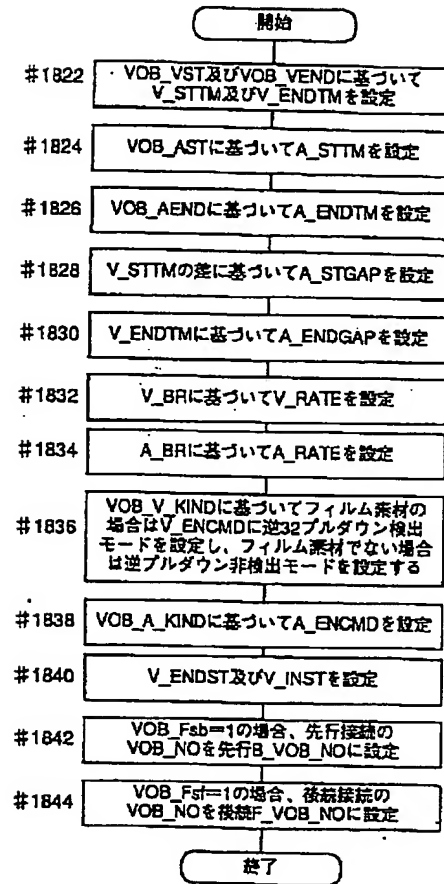 開始
#1822
VOB_VST及びVOB_VENDに基づいて
V_STTM及びV_ENDTMを設定
#1824
VOB_ASTに基づいてA_STTMを設定
#1826
VOB_AENDに基づいてA_ENDTMを設定
#1828
V_STTMの差に基づいてA_STGAPを設定
#1830
V_ENDTMに基づいてA_ENDGAPを設定
#1832
V_BRに基づいてV_RATEを設定
#1834
A_BRに基づいてA_RATEを設定
#1836
VOB_V_KINDに基づいてフィルム素材の
場合はV_ENCMDに逆32プルダウン検出
モードを設定し、フィルム素材でない場合
は逆プルダウン非検出モードを設定する
#1838
VOB_A_KINDに基づいてA_ENCMDを設定
#1840
V_ENDST及びV_INSTを設定
#1842
VOB_Fsb=1の場合、先行接続の
VOB_NOを先行B_VOB_NOに設定
#1844
VOB_Fsf=1の場合、後続接続の
VOB_NOを後続F_VOB_NOに設定
終了